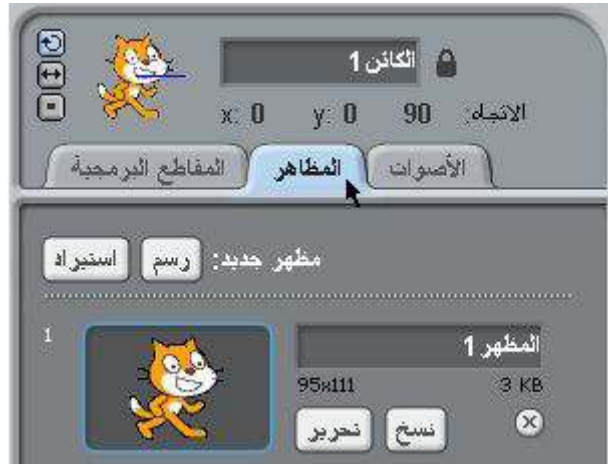 الكائن 1
x: 0 y: 0 90 الاتجاه:
المقاطع البرمجية المظاهر الأصوات
مظهر جديد: رسم استيراد
1
المظهر 1
95x111 3 KB
تحرير نسخ